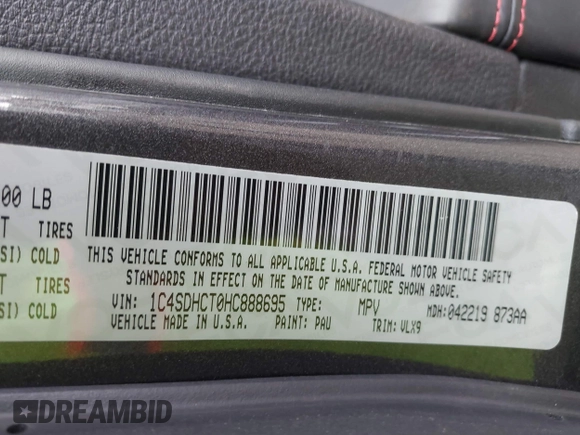 00 LB
T TIRES
SI) COLD
T TIRES
SI) COLD
THIS VEHICLE CONFORMS TO ALL APPLICABLE U.S.A. FEDERAL MOTOR VEHICLE SAFETY
STANDARDS IN EFFECT ON THE DATE OF MANUFACTURE SHOWN ABOVE.
VIN: 1C4SDHCT0HC888695 TYPE: MPV MDH: 042219 873AA
VEHICLE MADE IN U.S.A. PAINT: PAU TRIM: VLX9
DREAMBID